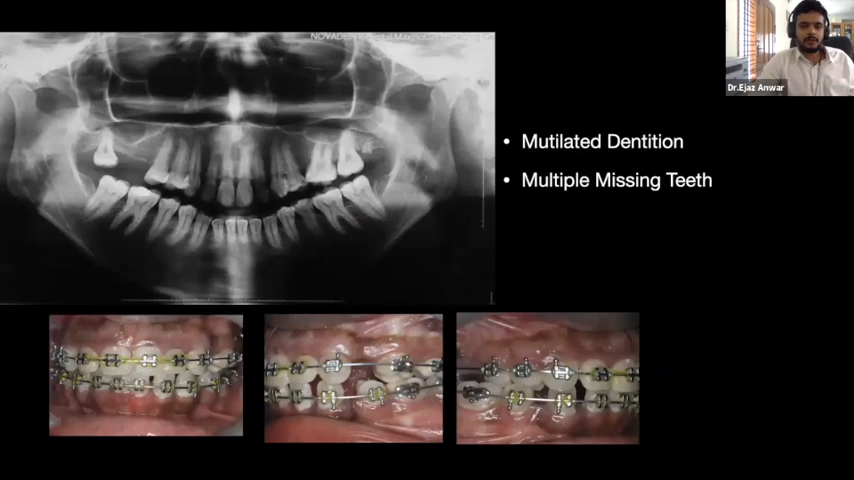 Dr.Ejaz Anwar
• Mutilated Dentition
• Multiple Missing Teeth